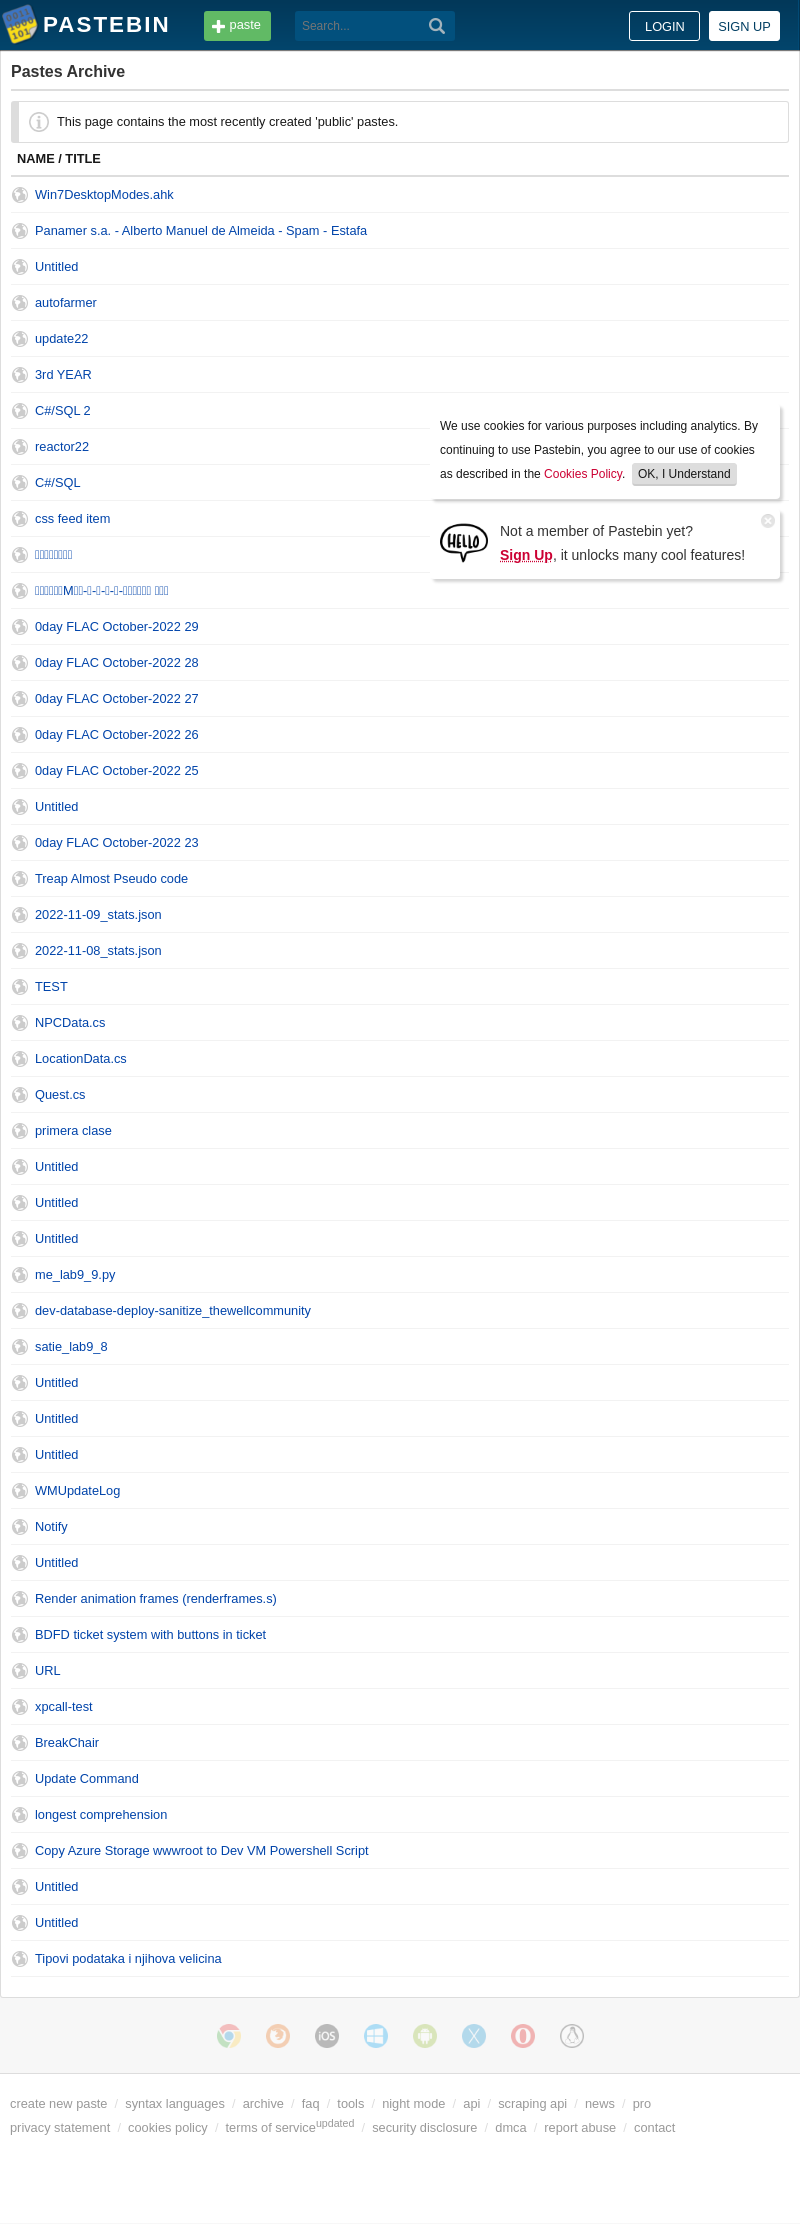 PASTEBIN
paste
Search...
LOGIN
SIGN UP
Pastes Archive
This page contains the most recently created 'public' pastes.
NAME / TITLE
Win7DesktopModes.ahk
Panamer s.a. - Alberto Manuel de Almeida - Spam - Estafa
Untitled
autofarmer
update22
3rd YEAR
C#/SQL 2
reactor22
C#/SQL
css feed item
We use cookies for various purposes including analytics. By
continuing to use Pastebin, you agree to our use of cookies
as described in the Cookies Policy. OK, I Understand
HELLO
Not a member of Pastebin yet?
Sign Up, it unlocks many cool features!
0day FLAC October-2022 29
0day FLAC October-2022 28
0day FLAC October-2022 27
0day FLAC October-2022 26
0day FLAC October-2022 25
Untitled
0day FLAC October-2022 23
Treap Almost Pseudo code
2022-11-09_stats.json
2022-11-08_stats.json
TEST
NPCData.cs
LocationData.cs
Quest.cs
primera clase
Untitled
Untitled
Untitled
me_lab9_9.py
dev-database-deploy-sanitize_thewellcommunity
satie_lab9_8
Untitled
Untitled
Untitled
WMUpdateLog
Notify
Untitled
Render animation frames (renderframes.s)
BDFD ticket system with buttons in ticket
URL
xpcall-test
BreakChair
Update Command
longest comprehension
Copy Azure Storage wwwroot to Dev VM Powershell Script
Untitled
Untitled
Tipovi podataka i njihova velicina
iOS
create new paste / syntax languages / archive / faq / tools / night mode / api / scraping api / news / pro
privacy statement / cookies policy / terms of service updated / security disclosure / dmca / report abuse / contact